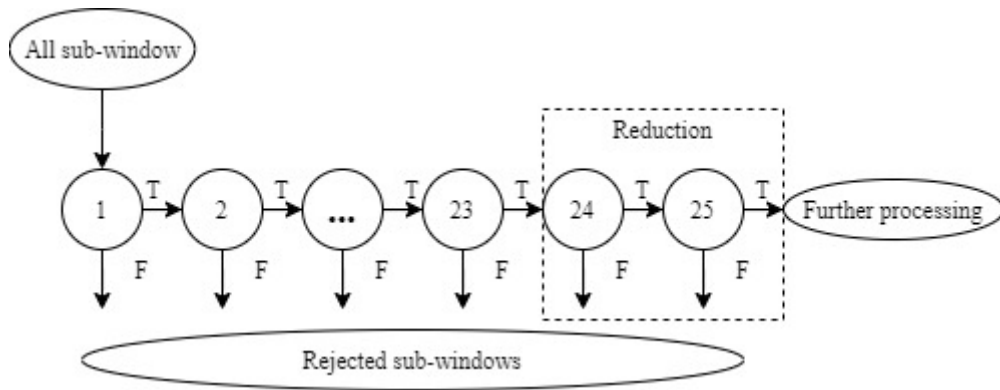 All sub-window
Reduction
T
T
T
T
T
T
1
2
...
23
24
25
Further processing
F
F
F
F
F
F
Rejected sub-windows